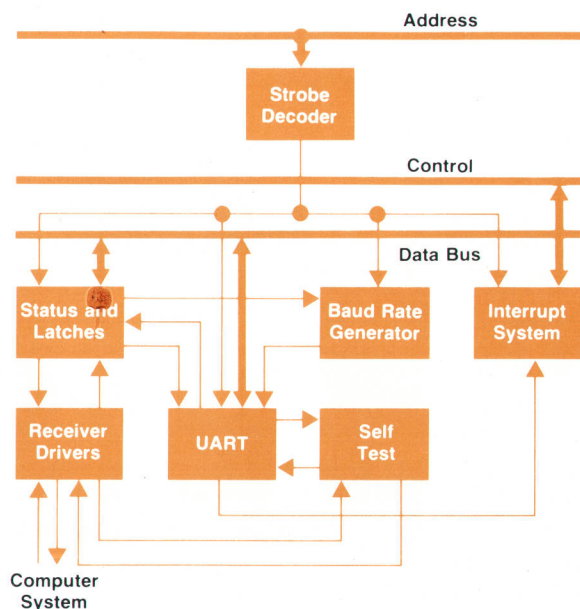 Address
Strobe
Decoder
Control
Data Bus
Status and
Latches
Baud Rate
Generator
Interrupt
System
Receiver
Drivers
UART
Self
Test
Computer
System